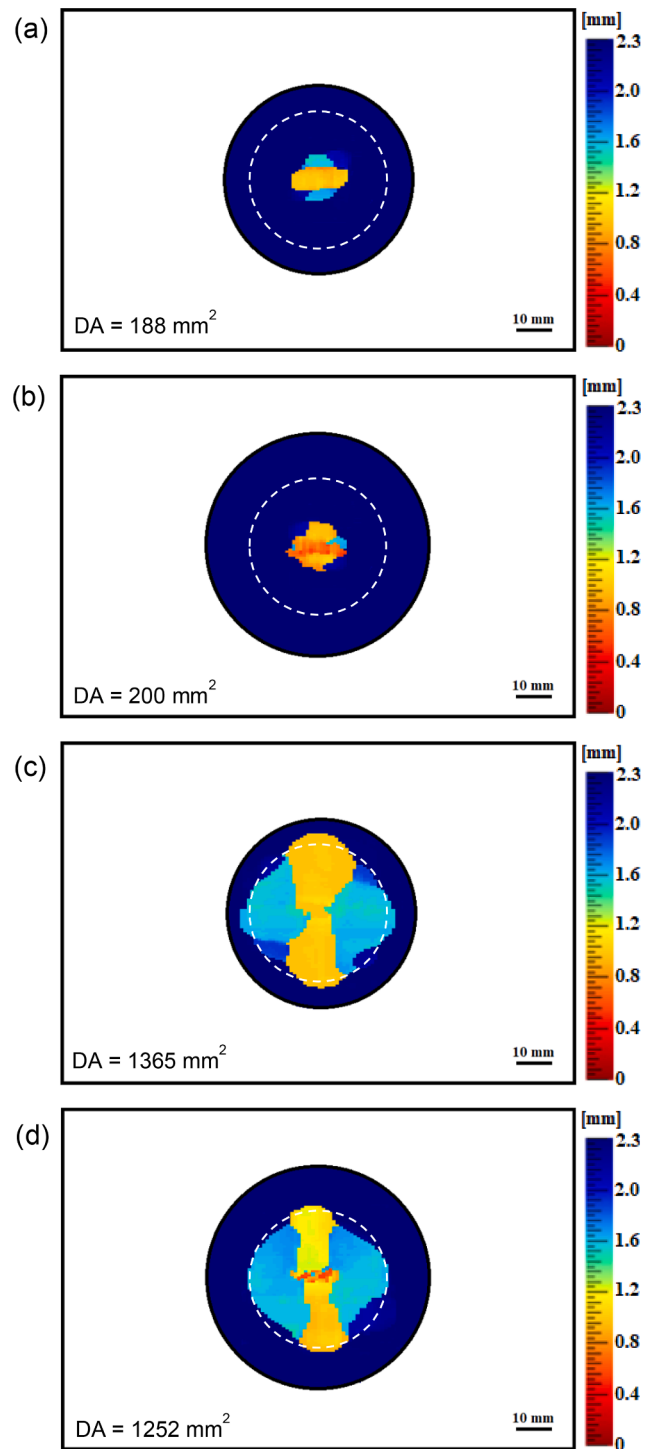 (a)
[mm]
2.3
2.0
1.6
1.2
0.8
0.4
0
DA = 188 mm²
10 mm
(b)
[mm]
2.3
2.0
1.6
1.2
0.8
0.4
0
DA = 200 mm²
10 mm
(c)
[mm]
2.3
2.0
1.6
1.2
0.8
0.4
0
DA = 1365 mm²
10 mm
(d)
[mm]
2.3
2.0
1.6
1.2
0.8
0.4
0
DA = 1252 mm²
10 mm